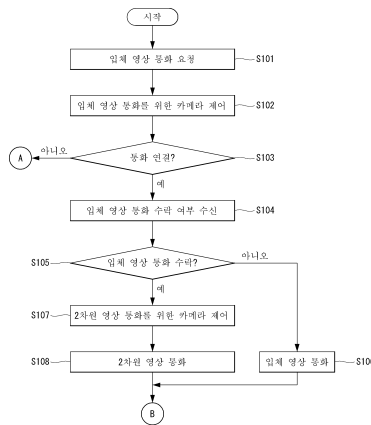 시작
입체 영상 통화 요청
S101
입체 영상 통화를 위한 카메라 제어
S102
통화 연결?
S103
아니오
A
예
입체 영상 통화 수락 여부 수신
S104
S105
입체 영상 통화 수락?
아니오
예
S107
2차원 영상 통화를 위한 카메라 제어
S108
2차원 영상 통화
입체 영상 통화
B